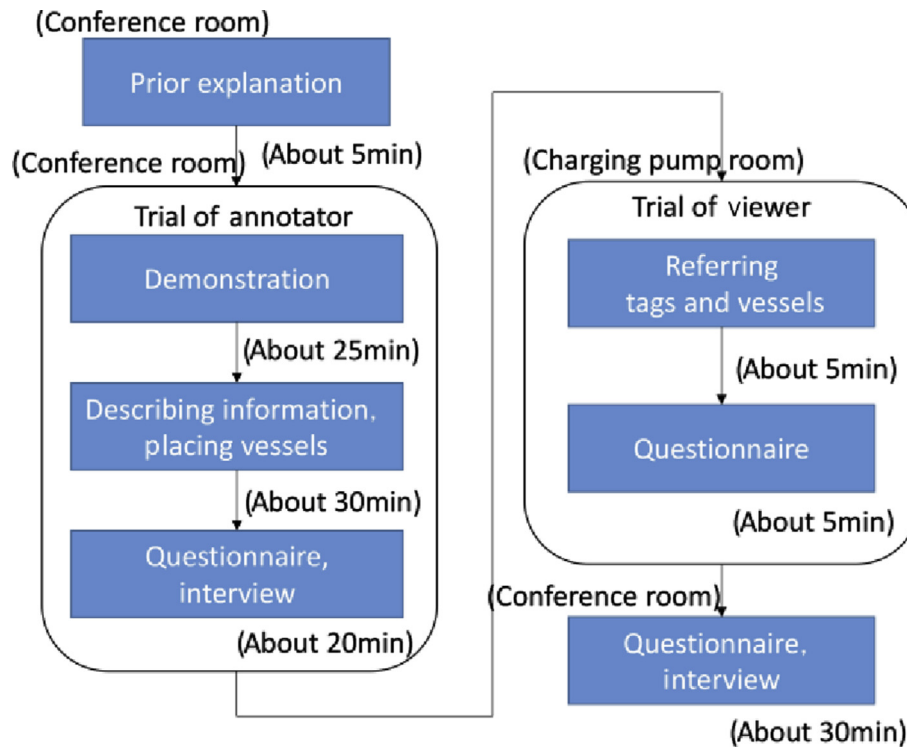 (Conference room)
Prior explanation
(About 5min)
(Conference room)
Trial of annotator
Demonstration
(About 25min)
Describing information,
placing vessels
(About 30min)
Questionnaire,
interview
(About 20min)
(Charging pump room)
Trial of viewer
Referring
tags and vessels
(About 5min)
Questionnaire
(About 5min)
(Conference room)
Questionnaire,
interview
(About 30min)